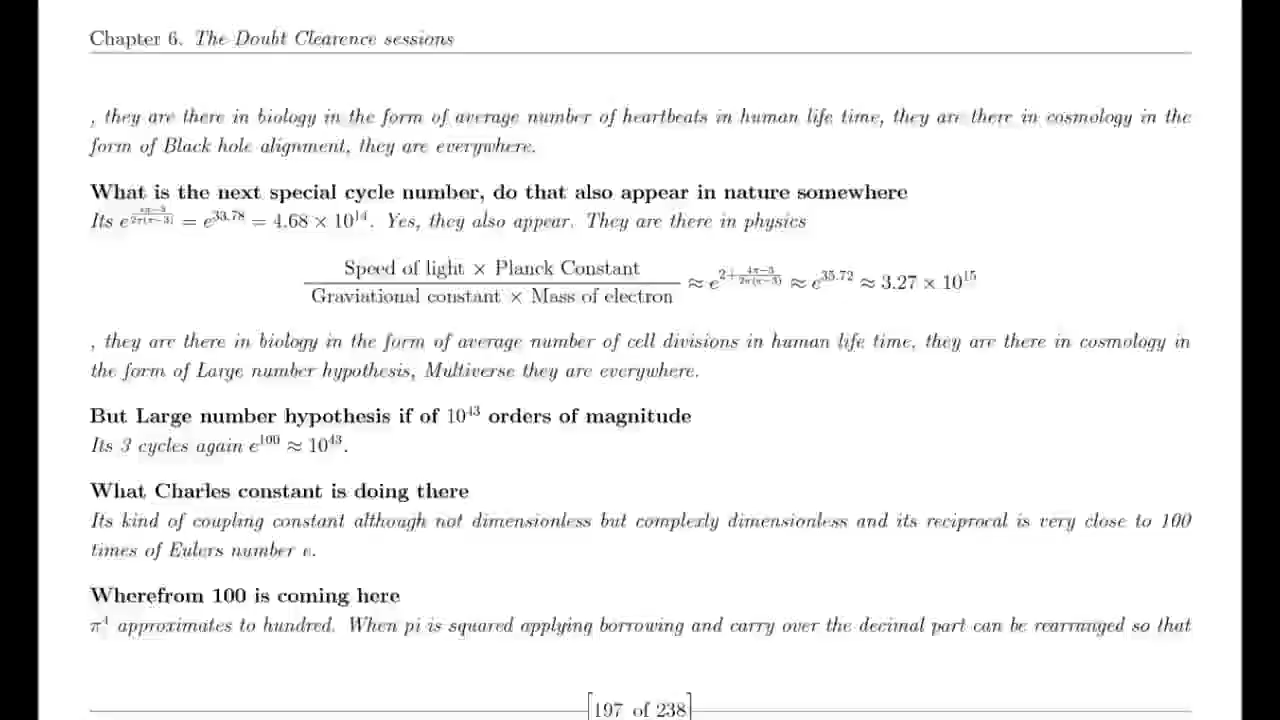 Chapter 6. The Doubt Clearence sessions
, they are there in biology in the form of average number of heartbeats in human life time, they are there in cosmology in the
form of Black hole alignment, they are everywhere.
What is the next special cycle number, do that also appear in nature somewhere
Its e^{π−3 / 2π(π−3)} = e^{33.78} = 4.68 × 10^{14}. Yes, they also appear. They are there in physics
Speed of light × Planck Constant
Graviational constant × Mass of electron ≈ e^{2+ 4π−3 / 2π(π−3)} ≈ e^{35.72} ≈ 3.27 × 10^{15}
, they are there in biology in the form of average number of cell divisions in human life time, they are there in cosmology in
the form of Large number hypothesis, Multiverse they are everywhere.
But Large number hypothesis if of 10^{43} orders of magnitude
Its 3 cycles again e^{100} ≈ 10^{43}.
What Charles constant is doing there
Its kind of coupling constant although not dimensionless but complexly dimensionless and its reciprocal is very close to 100
times of Eulers number e.
Wherefrom 100 is coming here
π^4 approximates to hundred. When pi is squared applying borrowing and carry over the decimal part can be rearranged so that
[197 of 238]